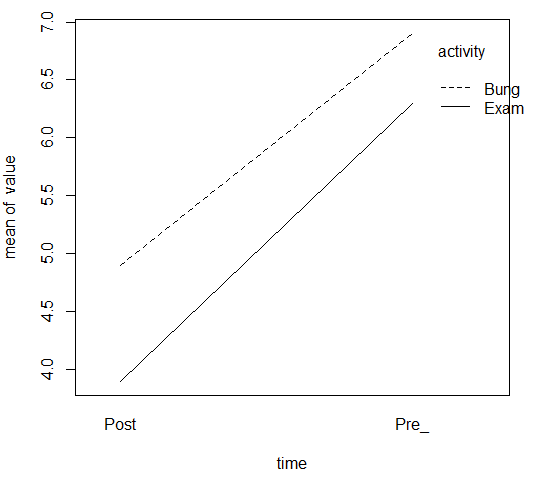 7.0
6.5
6.0
5.5
5.0
4.5
4.0
mean of value
activity
Bung
Exam
Post
Pre_
time